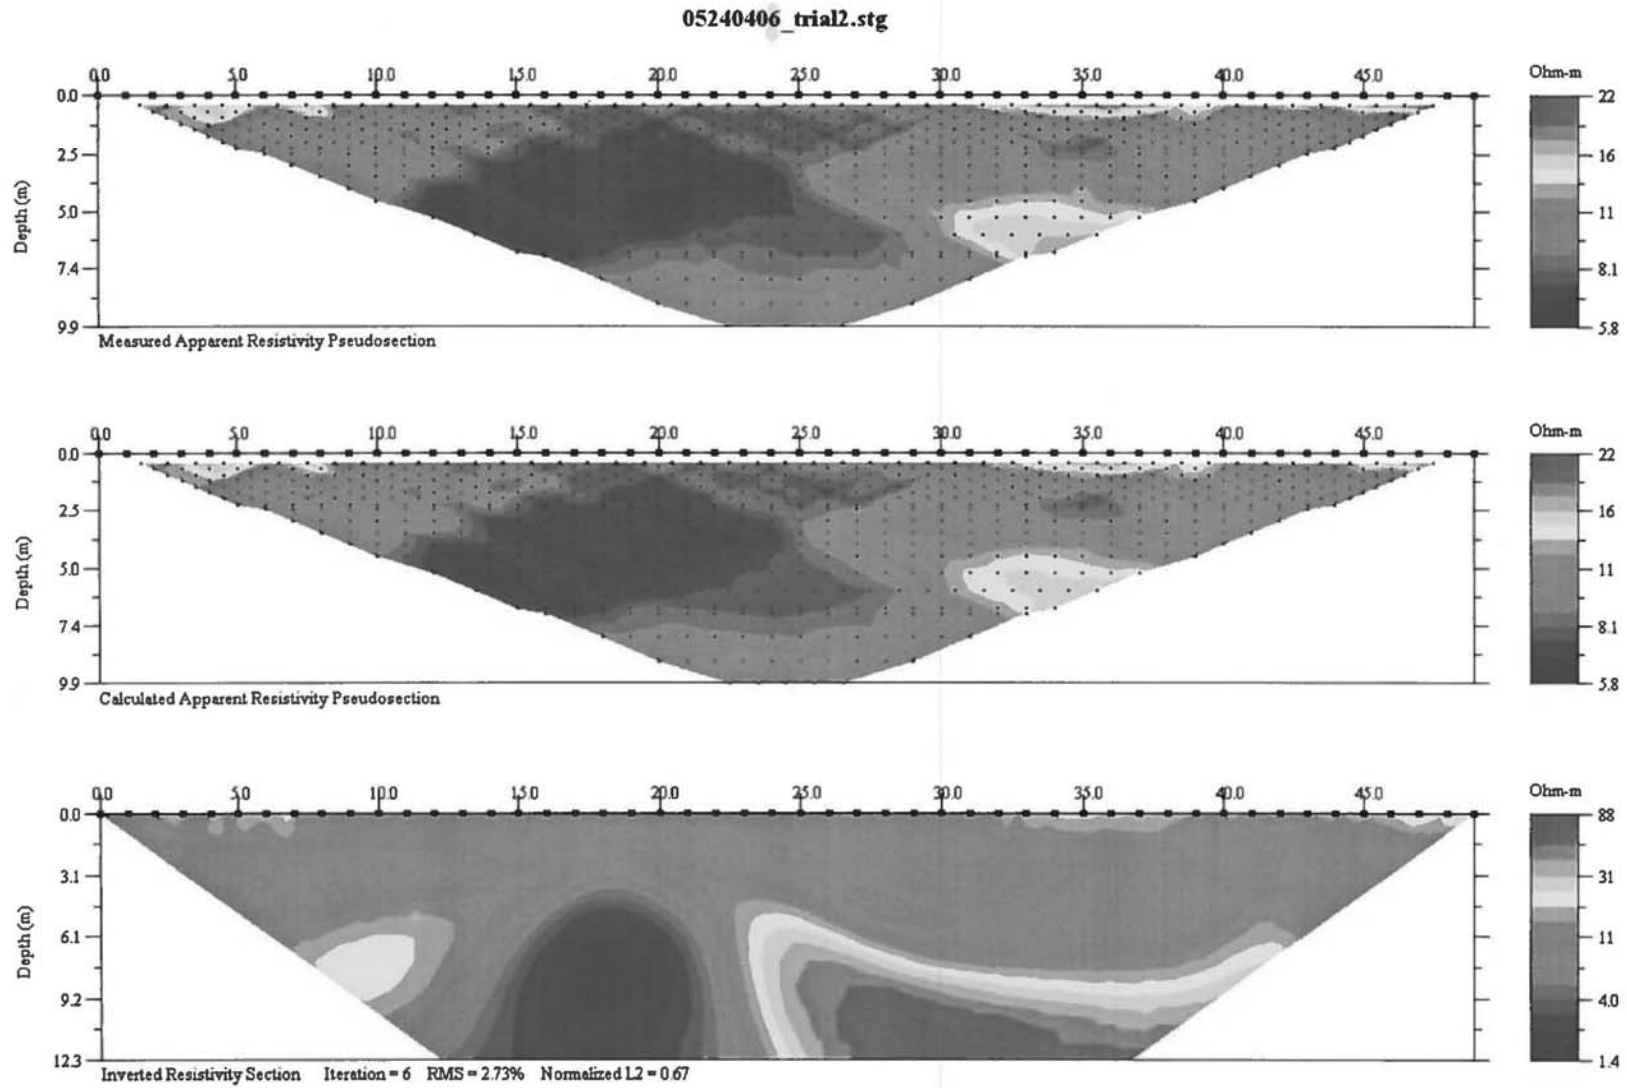 05240406_trial2.stg
0.0 5.0 10.0 15.0 20.0 25.0 30.0 35.0 40.0 45.0
Ohm-m
0.0
2.5
5.0
7.4
9.9
Depth (m)
22
16
11
8.1
5.8
Measured Apparent Resistivity Pseudosection
0.0 5.0 10.0 15.0 20.0 25.0 30.0 35.0 40.0 45.0
Ohm-m
0.0
2.5
5.0
7.4
9.9
Depth (m)
22
16
11
8.1
5.8
Calculated Apparent Resistivity Pseudosection
0.0 5.0 10.0 15.0 20.0 25.0 30.0 35.0 40.0 45.0
Ohm-m
0.0
3.1
6.1
9.2
12.3
Depth (m)
88
31
11
4.0
1.4
Inverted Resistivity Section Iteration = 6 RMS = 2.73% Normalized L2 = 0.67